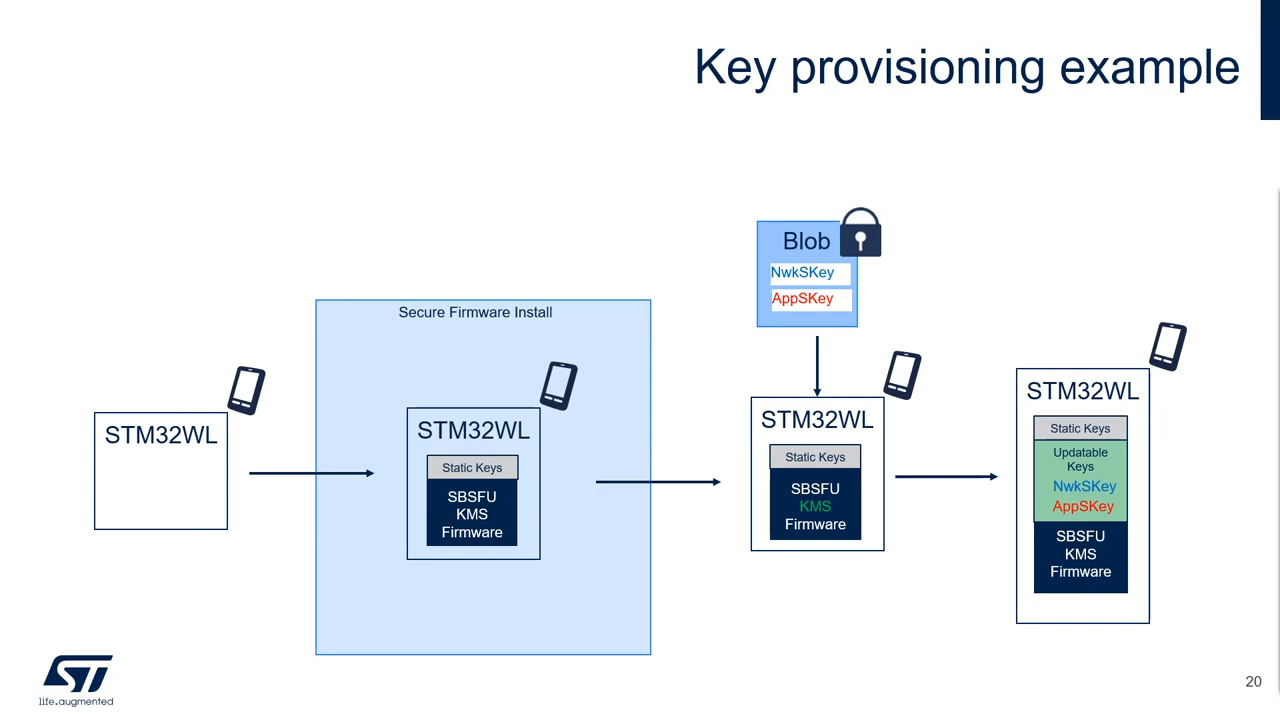 Key provisioning example
STM32WL
Secure Firmware Install
STM32WL
Static Keys
SBSFU
KMS
Firmware
Blob
NwkSKey
AppSKey
STM32WL
Static Keys
SBSFU
KMS
Firmware
STM32WL
Static Keys
Updatable
Keys
NwkSKey
AppSKey
SBSFU
KMS
Firmware
ST
life.augmented
20